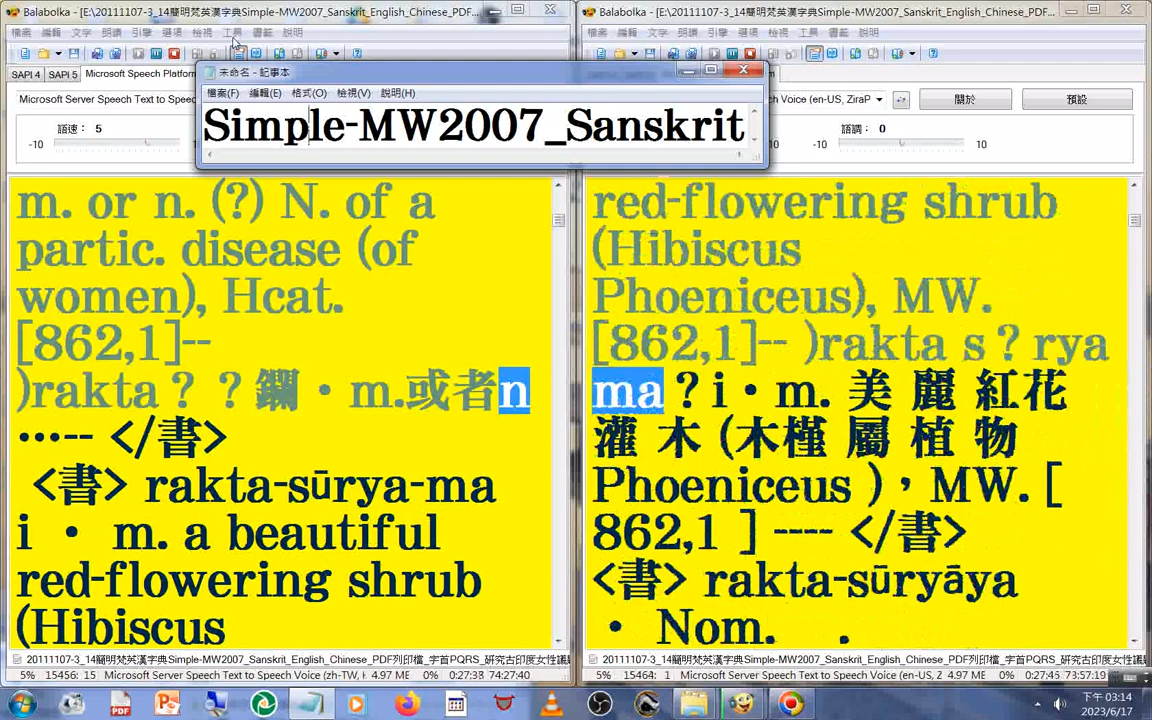 Balabolka - [E:\20111107-3_14簡明梵英漢字典Simple-MW2007_Sanskrit_English_Chinese_PDF...
檔案 編輯 文字 朗讀 引擎 選項 檢視 工具 書籤 說明
SAPI 4 SAPI 5 Microsoft Speech Platform
Microsoft Server Speech Text to Spee
語速： 5
-10
未命名 - 記事本
檔案(F) 編輯(E) 格式(O) 檢視(V) 說明(H)
Simple-MW2007_Sanskrit
m. or n. (?) N. of a
partic. disease (of
women), Hcat.
[862,1]--
)rakta ? ? 鑭 · m.或者n
…-- </書>
<書> rakta-sūrya-ma
i · m. a beautiful
red-flowering shrub
(Hibiscus
20111107-3_14簡明梵英漢字典Simple-MW2007_Sanskrit_English_Chinese_PDF列印檔_字首PQRS_研究古印度女性議
5% 15456: 15 Microsoft Server Speech Text to Speech Voice (zh-TW, 4.97 MB 0% 0:27:33 74:27:40
Balabolka - [E:\20111107-3_14簡明梵英漢字典Simple-MW2007_Sanskrit_English_Chinese_PDF...
檔案 編輯 文字 朗讀 引擎 選項 檢視 工具 書籤 說明
Voice (en-US, ZiraP
關於
預設
語調： 0
-10 10
red-flowering shrub
(Hibiscus
Phoeniceus), MW.
[862,1]-- )rakta s ? rya
ma ? i · m. 美 麗 紅花
灌 木 (木槿 屬 植 物
Phoeniceus )，MW. [
862,1 ] ---- </書>
<書> rakta-sūryāya
· Nom. .
20111107-3_14簡明梵英漢字典Simple-MW2007_Sanskrit_English_Chinese_PDF列印檔_字首PQRS_研究古印度女性議
5% 15464: 1 Microsoft Server Speech Text to Speech Voice (en-US, Z 4.97 MB 0% 0:27:45 73:57:19
下午 03:14
2023/6/17